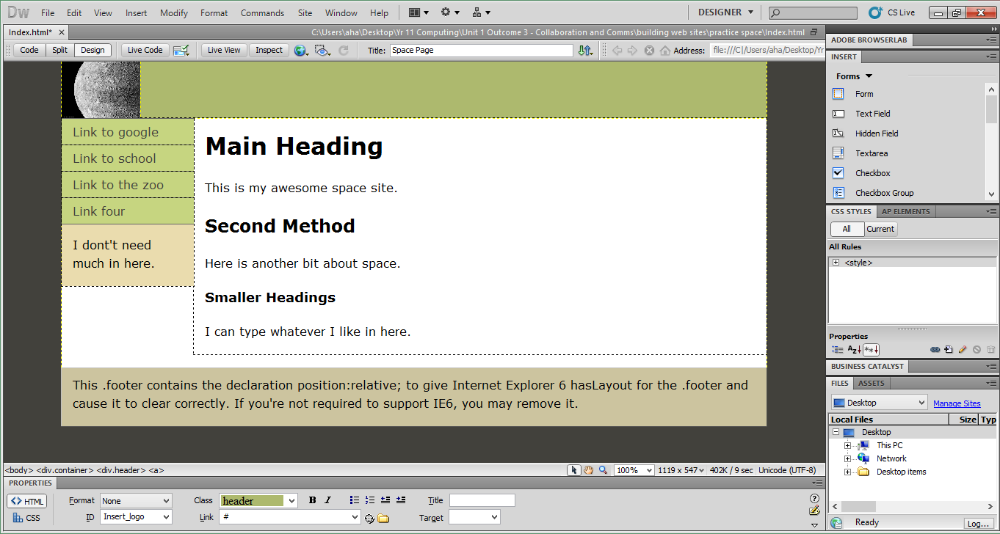 Dw File Edit View Insert Modify Format Commands Site Window Help DESIGNER CS Live
Index.html* C:\Users\aha\Desktop\Yr 11 Computing\Unit 1 Outcome 3 - Collaboration and Comms\building web sites\practice space\Index.html
Code Split Design Live Code Live View Inspect Title: Space Page Address: file:///C|/Users/aha/Desktop/Yr
ADOBE BROWSERLAB
INSERT
Forms
Form
Text Field
Hidden Field
Textarea
Checkbox
Checkbox Group
CSS STYLES AP ELEMENTS
All Current
All Rules
<style>
Properties
BUSINESS CATALYST
FILES ASSETS
Desktop Manage Sites
Local Files Size Typ
Desktop
This PC
Network
Desktop items
Ready Log...
Link to google
Link to school
Link to the zoo
Link four
I dont't need
much in here.
Main Heading
This is my awesome space site.
Second Method
Here is another bit about space.
Smaller Headings
I can type whatever I like in here.
This .footer contains the declaration position:relative; to give Internet Explorer 6 hasLayout for the .footer and
cause it to clear correctly. If you're not required to support IE6, you may remove it.
<body> <div.container> <div.header> <a> 100% 1119 x 547 402K / 9 sec Unicode (UTF-8)
PROPERTIES
HTML Format None Class header B I Title
CSS ID Insert_logo Link # Target